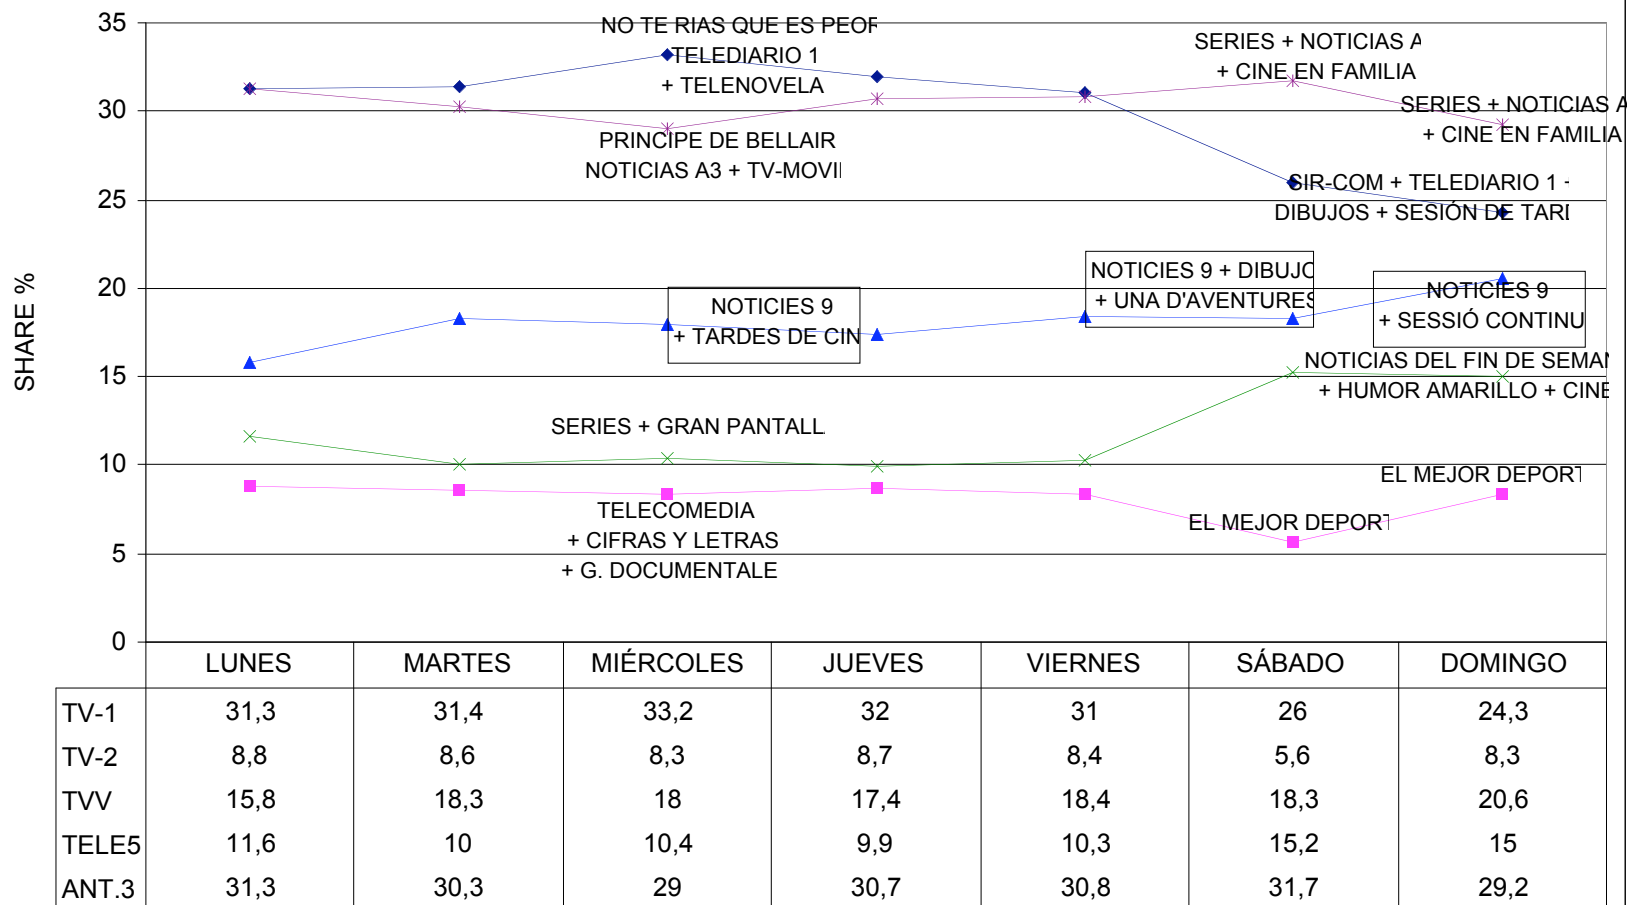 35
30
25
20
15
10
5
0
SHARE %
NO TE RIAS QUE ES PEOR
TELEDIARIO 1
+ TELENOVELA
SERIES + NOTICIAS A
+ CINE EN FAMILIA
SERIES + NOTICIAS A
+ CINE EN FAMILIA
PRINCIPE DE BELLAIR
NOTICIAS A3 + TV-MOVI
SIR-COM + TELEDIARIO 1 +
DIBUJOS + SESIÓN DE TARD
NOTICIES 9 + DIBUJO
+ UNA D'AVENTURES
NOTICIES 9
+ TARDES DE CIN
NOTICIES 9
+ SESSIÓ CONTINU
NOTICIAS DEL FIN DE SEMAN
+ HUMOR AMARILLO + CINE
SERIES + GRAN PANTALL
EL MEJOR DEPORT
EL MEJOR DEPORT
TELECOMEDIA
+ CIFRAS Y LETRAS
+ G. DOCUMENTALE
LUNES MARTES MIÉRCOLES JUEVES VIERNES SÁBADO DOMINGO
TV-1 31,3 31,4 33,2 32 31 26 24,3
TV-2 8,8 8,6 8,3 8,7 8,4 5,6 8,3
TVV 15,8 18,3 18 17,4 18,4 18,3 20,6
TELE5 11,6 10 10,4 9,9 10,3 15,2 15
ANT.3 31,3 30,3 29 30,7 30,8 31,7 29,2